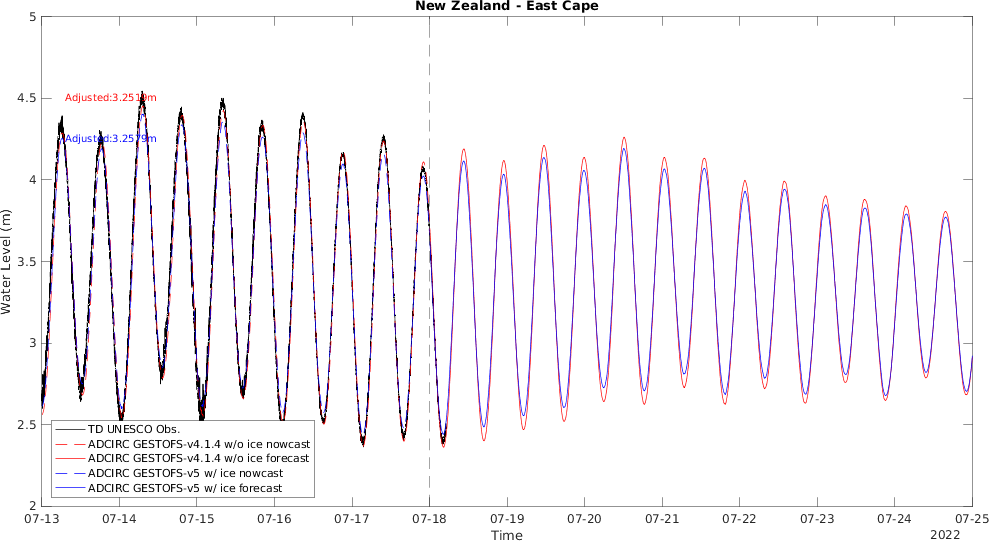 New Zealand - East Cape
Water Level (m)
5
4.5
4
3.5
3
2.5
2
Adjusted:3.2519m
Adjusted:3.2579m
TD UNESCO Obs.
ADCIRC GESTOFS-v4.1.4 w/o ice nowcast
ADCIRC GESTOFS-v4.1.4 w/o ice forecast
ADCIRC GESTOFS-v5 w/ ice nowcast
ADCIRC GESTOFS-v5 w/ ice forecast
07-13 07-14 07-15 07-16 07-17 07-18 07-19 07-20 07-21 07-22 07-23 07-24 07-25
Time
2022